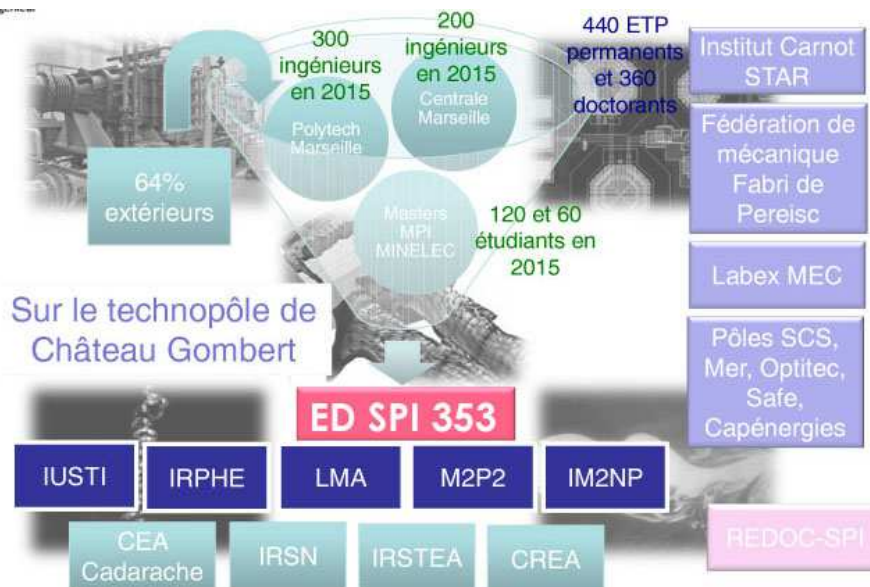 300
ingénieurs
en 2015
200
ingénieurs
en 2015
440 ETP
permanents
et 360
doctorants
Institut Carnot
STAR
Polytech
Marseille
Centrale
Marseille
Fédération de
mécanique
Fabri de
Pereisc
64%
extérieurs
Masters
MPI
MINELEC
120 et 60
étudiants en
2015
Labex MEC
Sur le technopôle de
Château Gombert
Pôles SCS,
Mer, Optitec,
Safe,
Capénergies
ED SPI 353
IUSTI
IRPHE
LMA
M2P2
IM2NP
CEA
Cadarache
IRSN
IRSTEA
CREA
REDOC-SPI